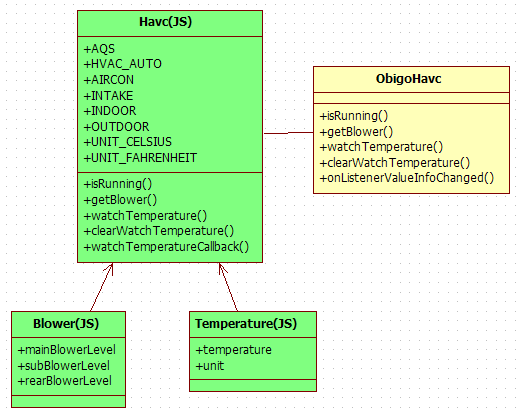 Havc(JS)
+AQS
+HVAC_AUTO
+AIRCON
+INTAKE
+INDOOR
+OUTDOOR
+UNIT_CELSIUS
+UNIT_FAHRENHEIT
+isRunning()
+getBlower()
+watchTemperature()
+clearWatchTemperature()
+watchTemperatureCallback()
ObigoHavc
+isRunning()
+getBlower()
+watchTemperature()
+clearWatchTemperature()
+onListenerValueInfoChanged()
Blower(JS)
+mainBlowerLevel
+subBlowerLevel
+rearBlowerLevel
Temperature(JS)
+temperature
+unit